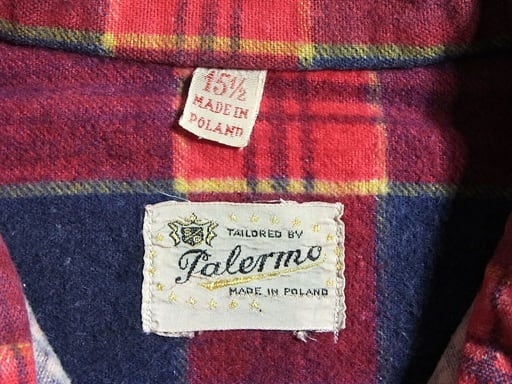 15½
MADE IN
POLAND
TAILORED BY
Palermo
MADE IN POLAND